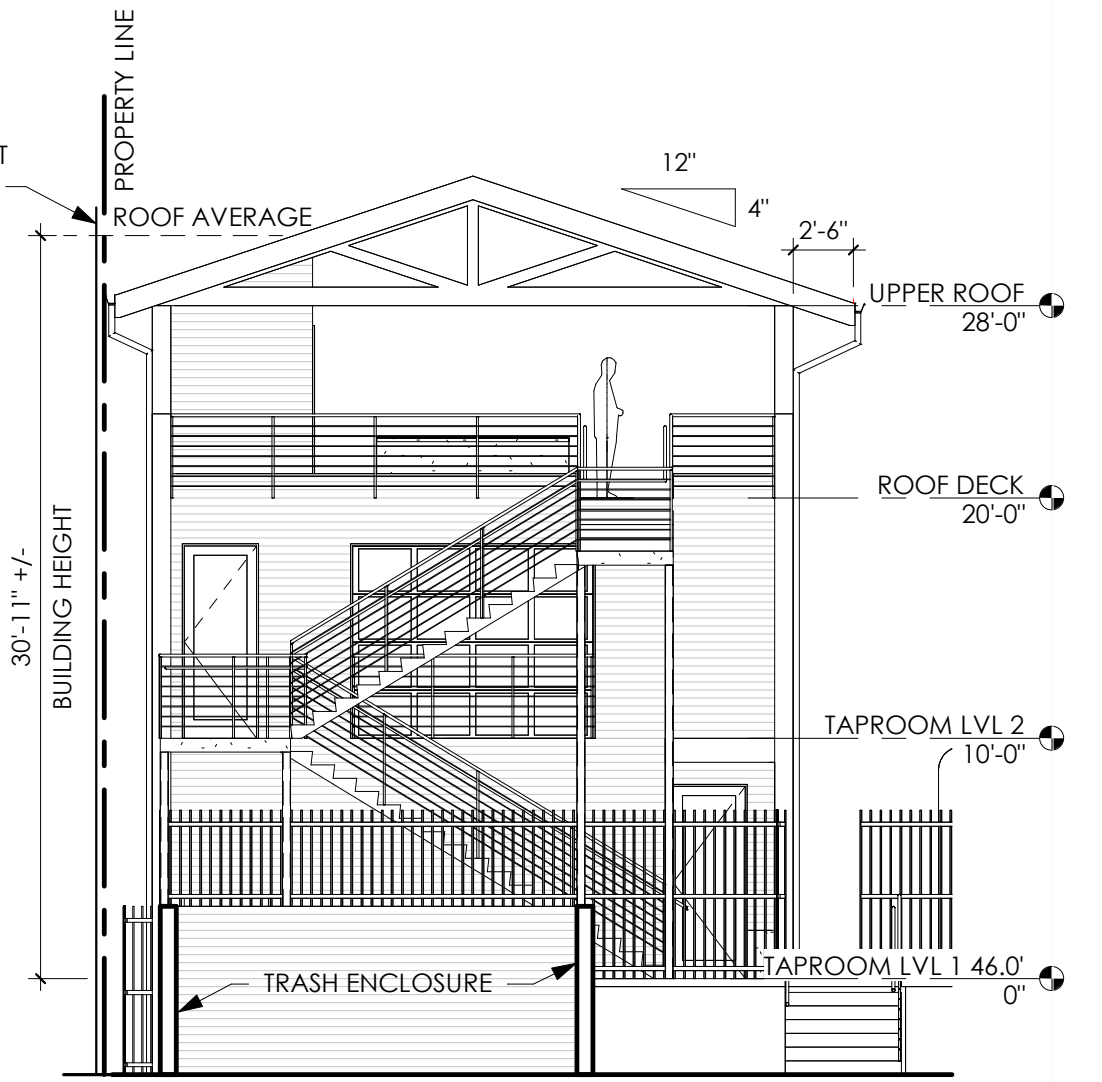 PROPERTY LINE
T
ROOF AVERAGE
12"
4"
2'-6"
UPPER ROOF
28'-0"
ROOF DECK
20'-0"
30'-11" +/-
BUILDING HEIGHT
TAPROOM LVL 2
10'-0"
TAPROOM LVL 1 46.0'
0"
TRASH ENCLOSURE